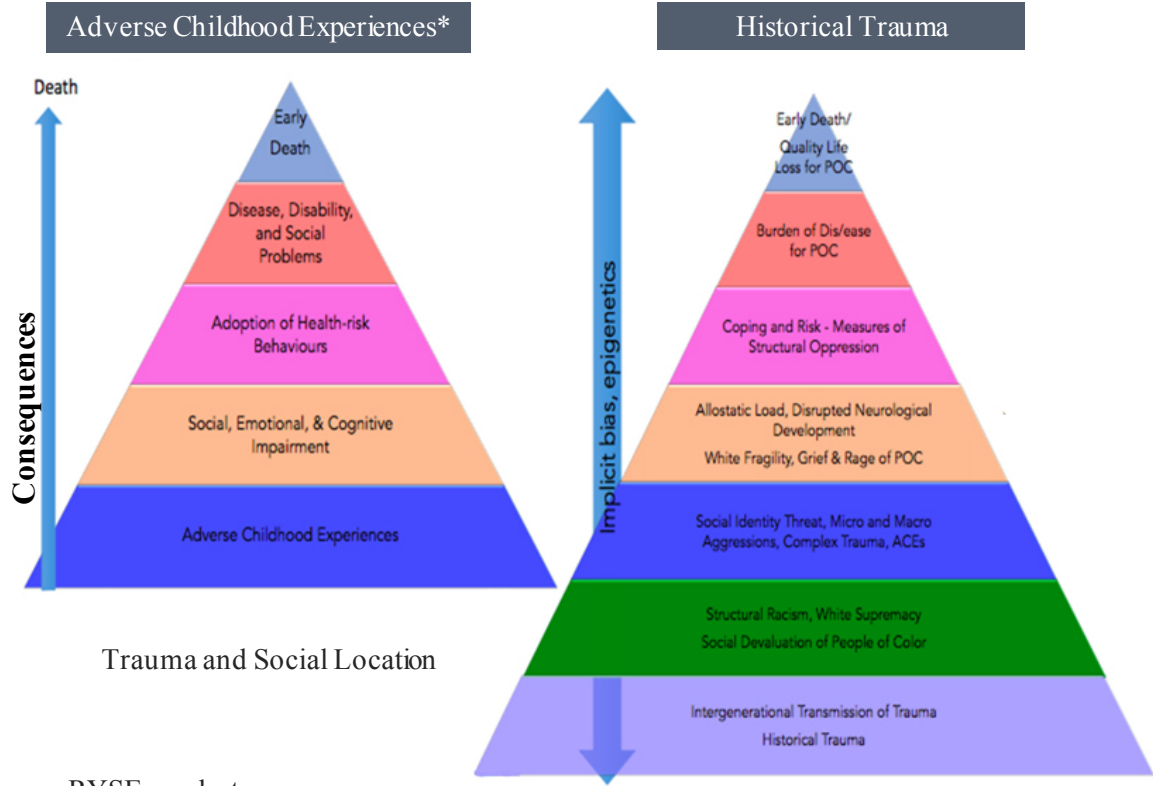 Adverse Childhood Experiences*
Death
Early
Death
Disease, Disability,
and Social
Problems
Adoption of Health-risk
Behaviours
Social, Emotional, & Cognitive
Impairment
Adverse Childhood Experiences
Consequences
Trauma and Social Location
Historical Trauma
Early Death/
Quality Life
Loss for POC
Burden of Dis/ease
for POC
Coping and Risk - Measures of
Structural Oppression
Allostatic Load, Disrupted Neurological
Development
White Fragility, Grief & Rage of POC
Social Identity Threat, Micro and Macro
Aggressions, Complex Trauma, ACEs
Structural Racism, White Supremacy
Social Devaluation of People of Color
Intergenerational Transmission of Trauma
Historical Trauma
Implicit bias, epigenetics